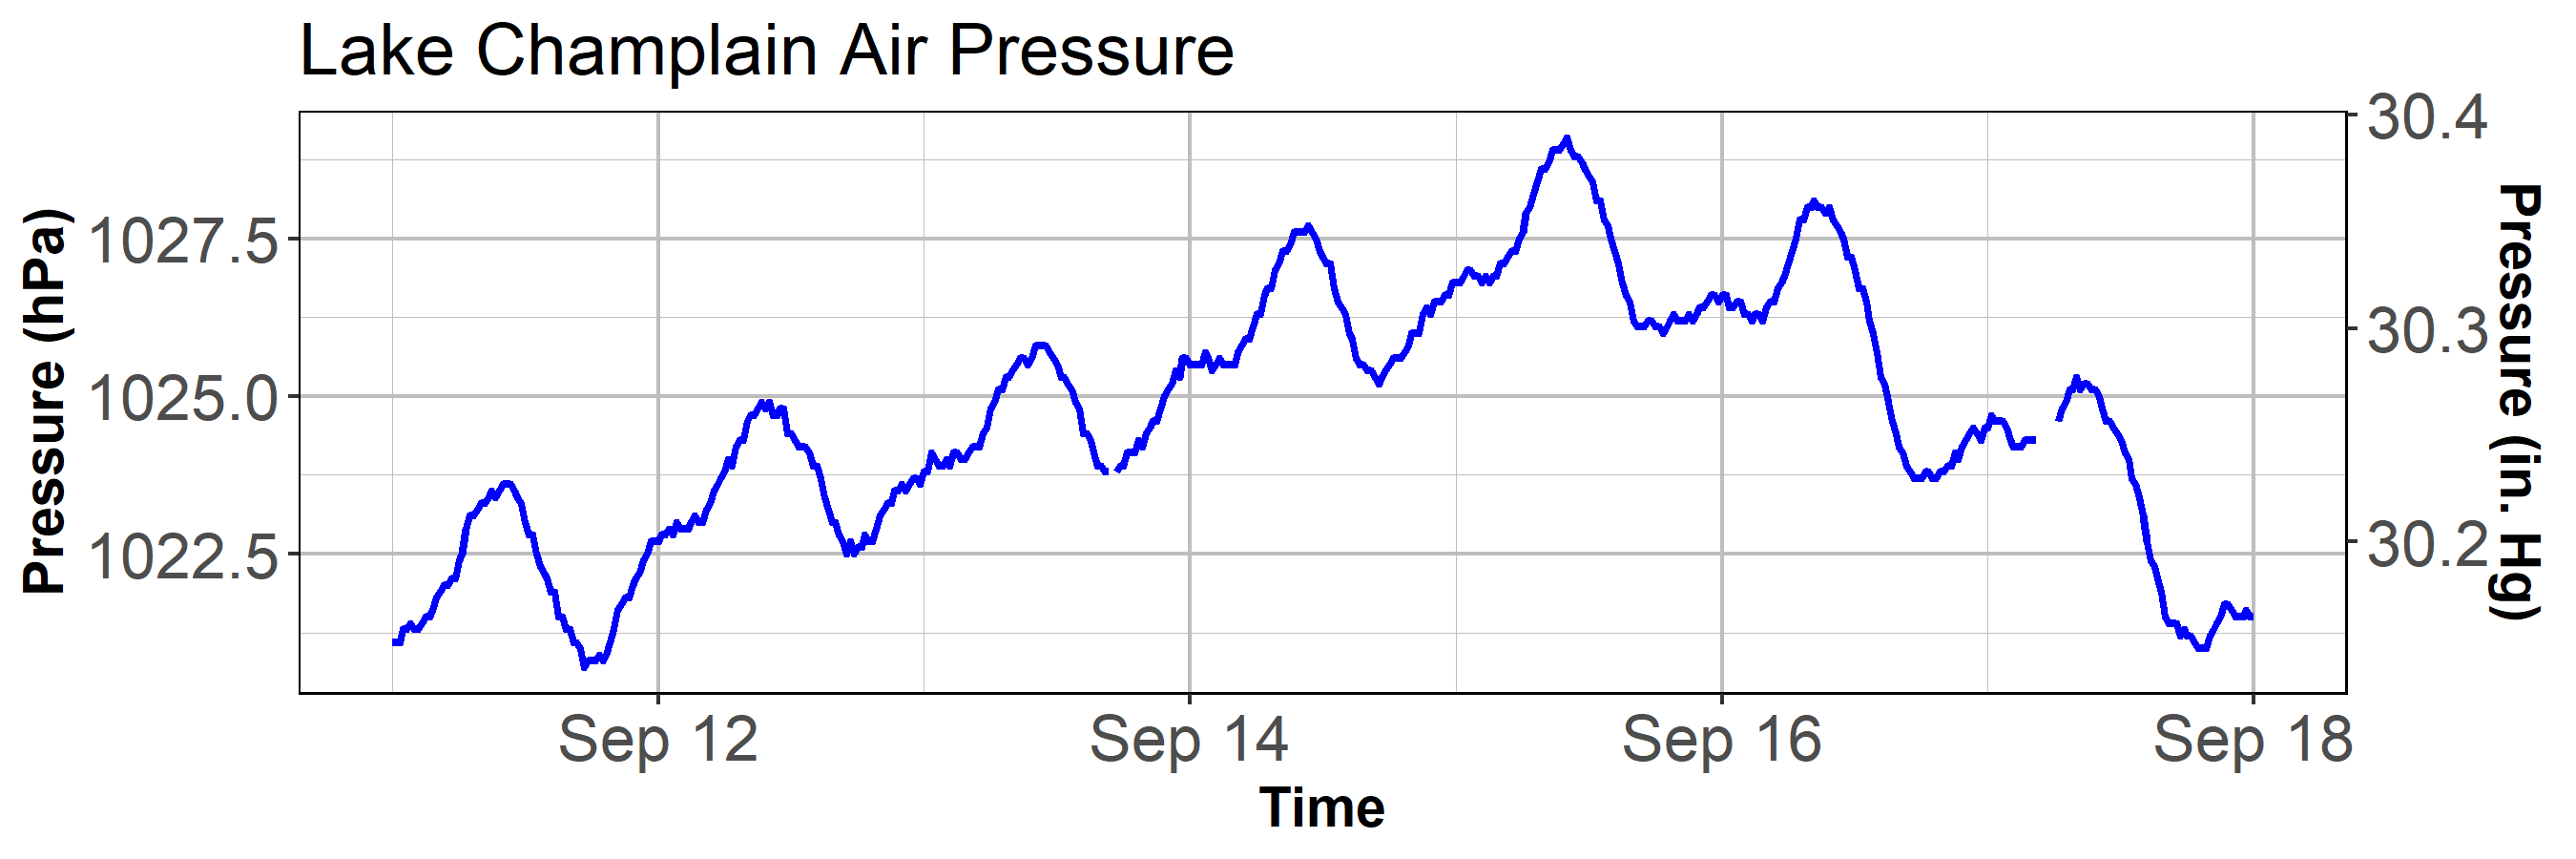 Lake Champlain Air Pressure
30.4
1027.5
30.3
1025.0
30.2
1022.5
Pressure (hPa)
Pressure (in. Hg)
Sep 12
Sep 14
Sep 16
Sep 18
Time